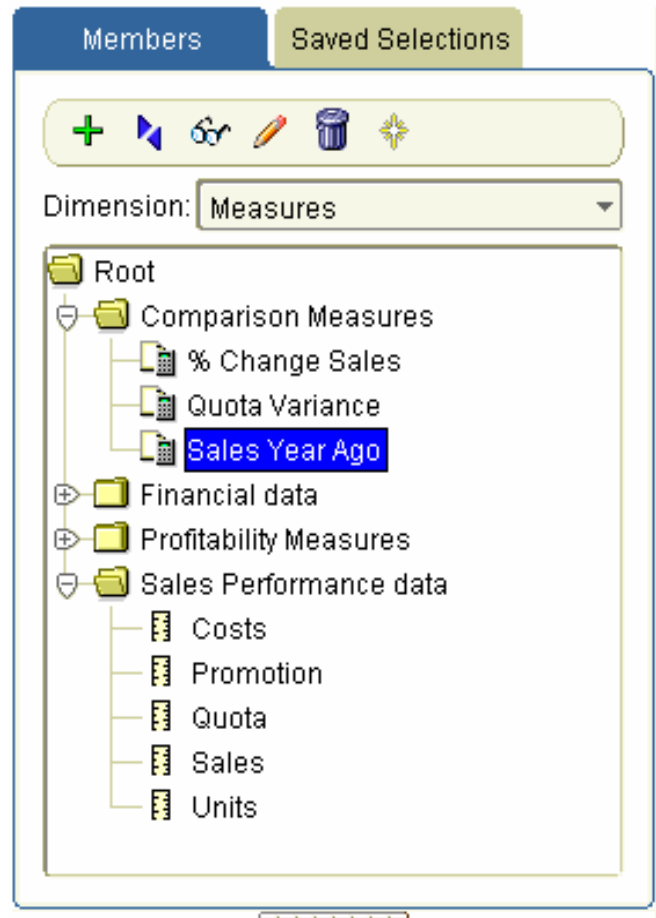 Members Saved Selections
Dimension: Measures
Root
Comparison Measures
% Change Sales
Quota Variance
Sales Year Ago
Financial data
Profitability Measures
Sales Performance data
Costs
Promotion
Quota
Sales
Units